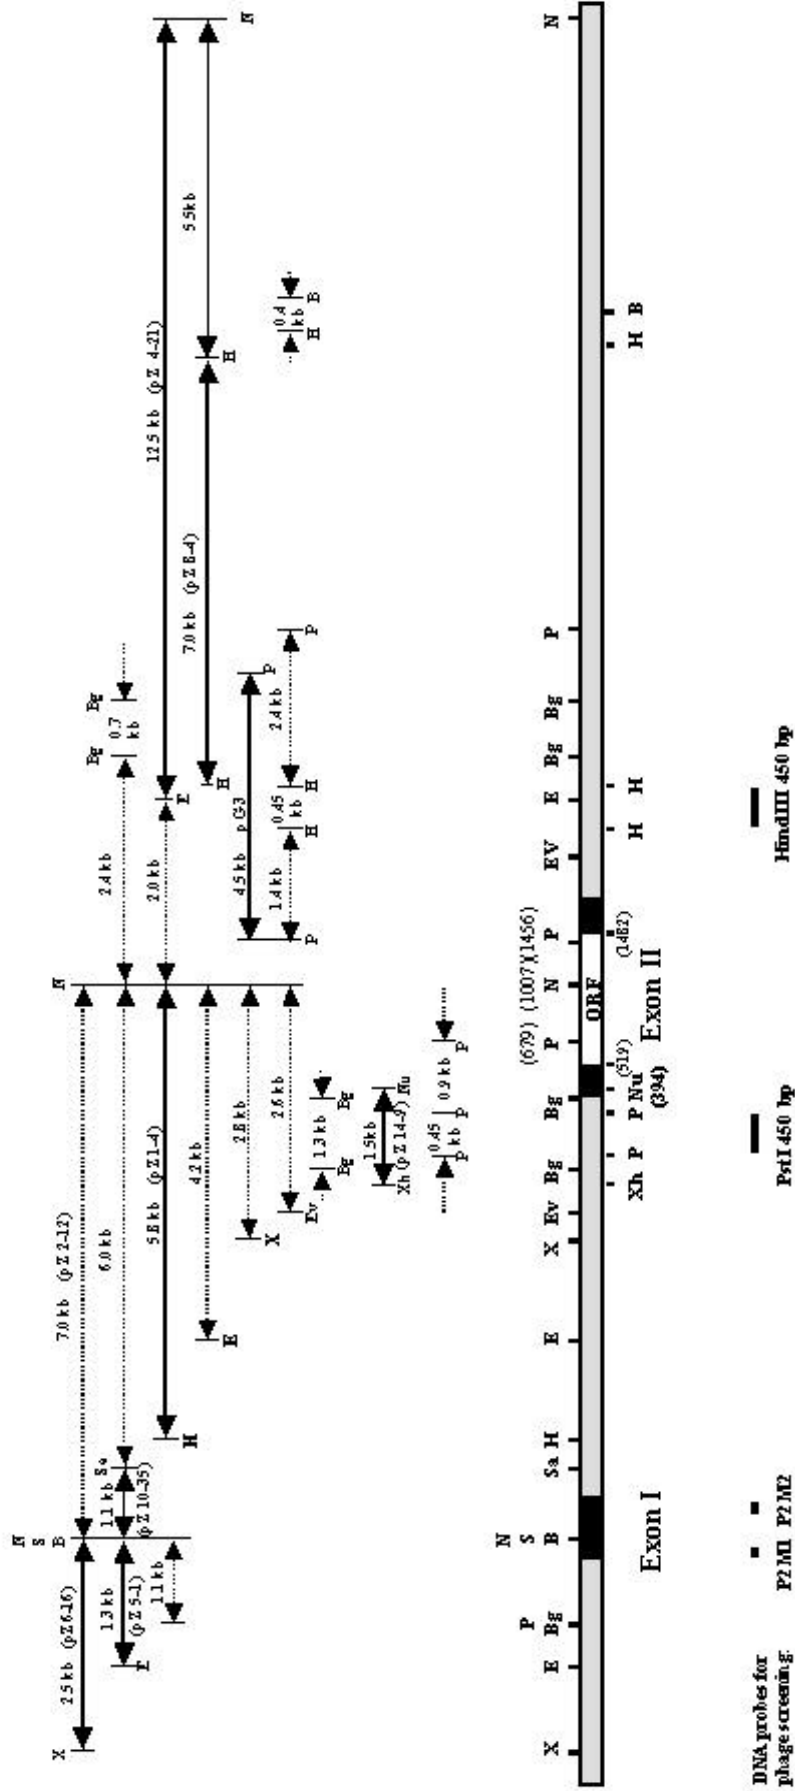 N
S
X B N Bg Bg N
2.5 kb (pZ6-16) 7.0 kb (pZ 2-12)
1.3 kb 1.1 kb Sa 6.0 kb 2.4 kb 0.7
(pZ 5-1) (pZ 10-35) kb
E
1.1 kb H 5.8 kb (pZ 1-4) 2.0 kb E 12.5 kb (pZ 4-21)
E 4.2 kb H 7.0 kb (pZ 8-4) H 5.5 kb
X 2.8 kb 4.5 kb pG3 P
Ev 2.6 kb P 1.4 kb H 0.45 H 2.4 kb P H 0.4 B
kb kb
Bg 1.3 kb Bg
1.5 kb
Xh (pZ 14-9) Nu
0.45
P kb P 0.9 kb P
N
P S (679) (1007)(1456)
X E Bg B Sa H E X Ev Bg Bg P N P EV E Bg Bg P N
ORF
Xh P P Nu (519) (1482) H H H B
(394)
Exon I Exon II
DNA probes for
phage screening:
P2M1 P2M2 PstI 450 bp HindIII 450 bp